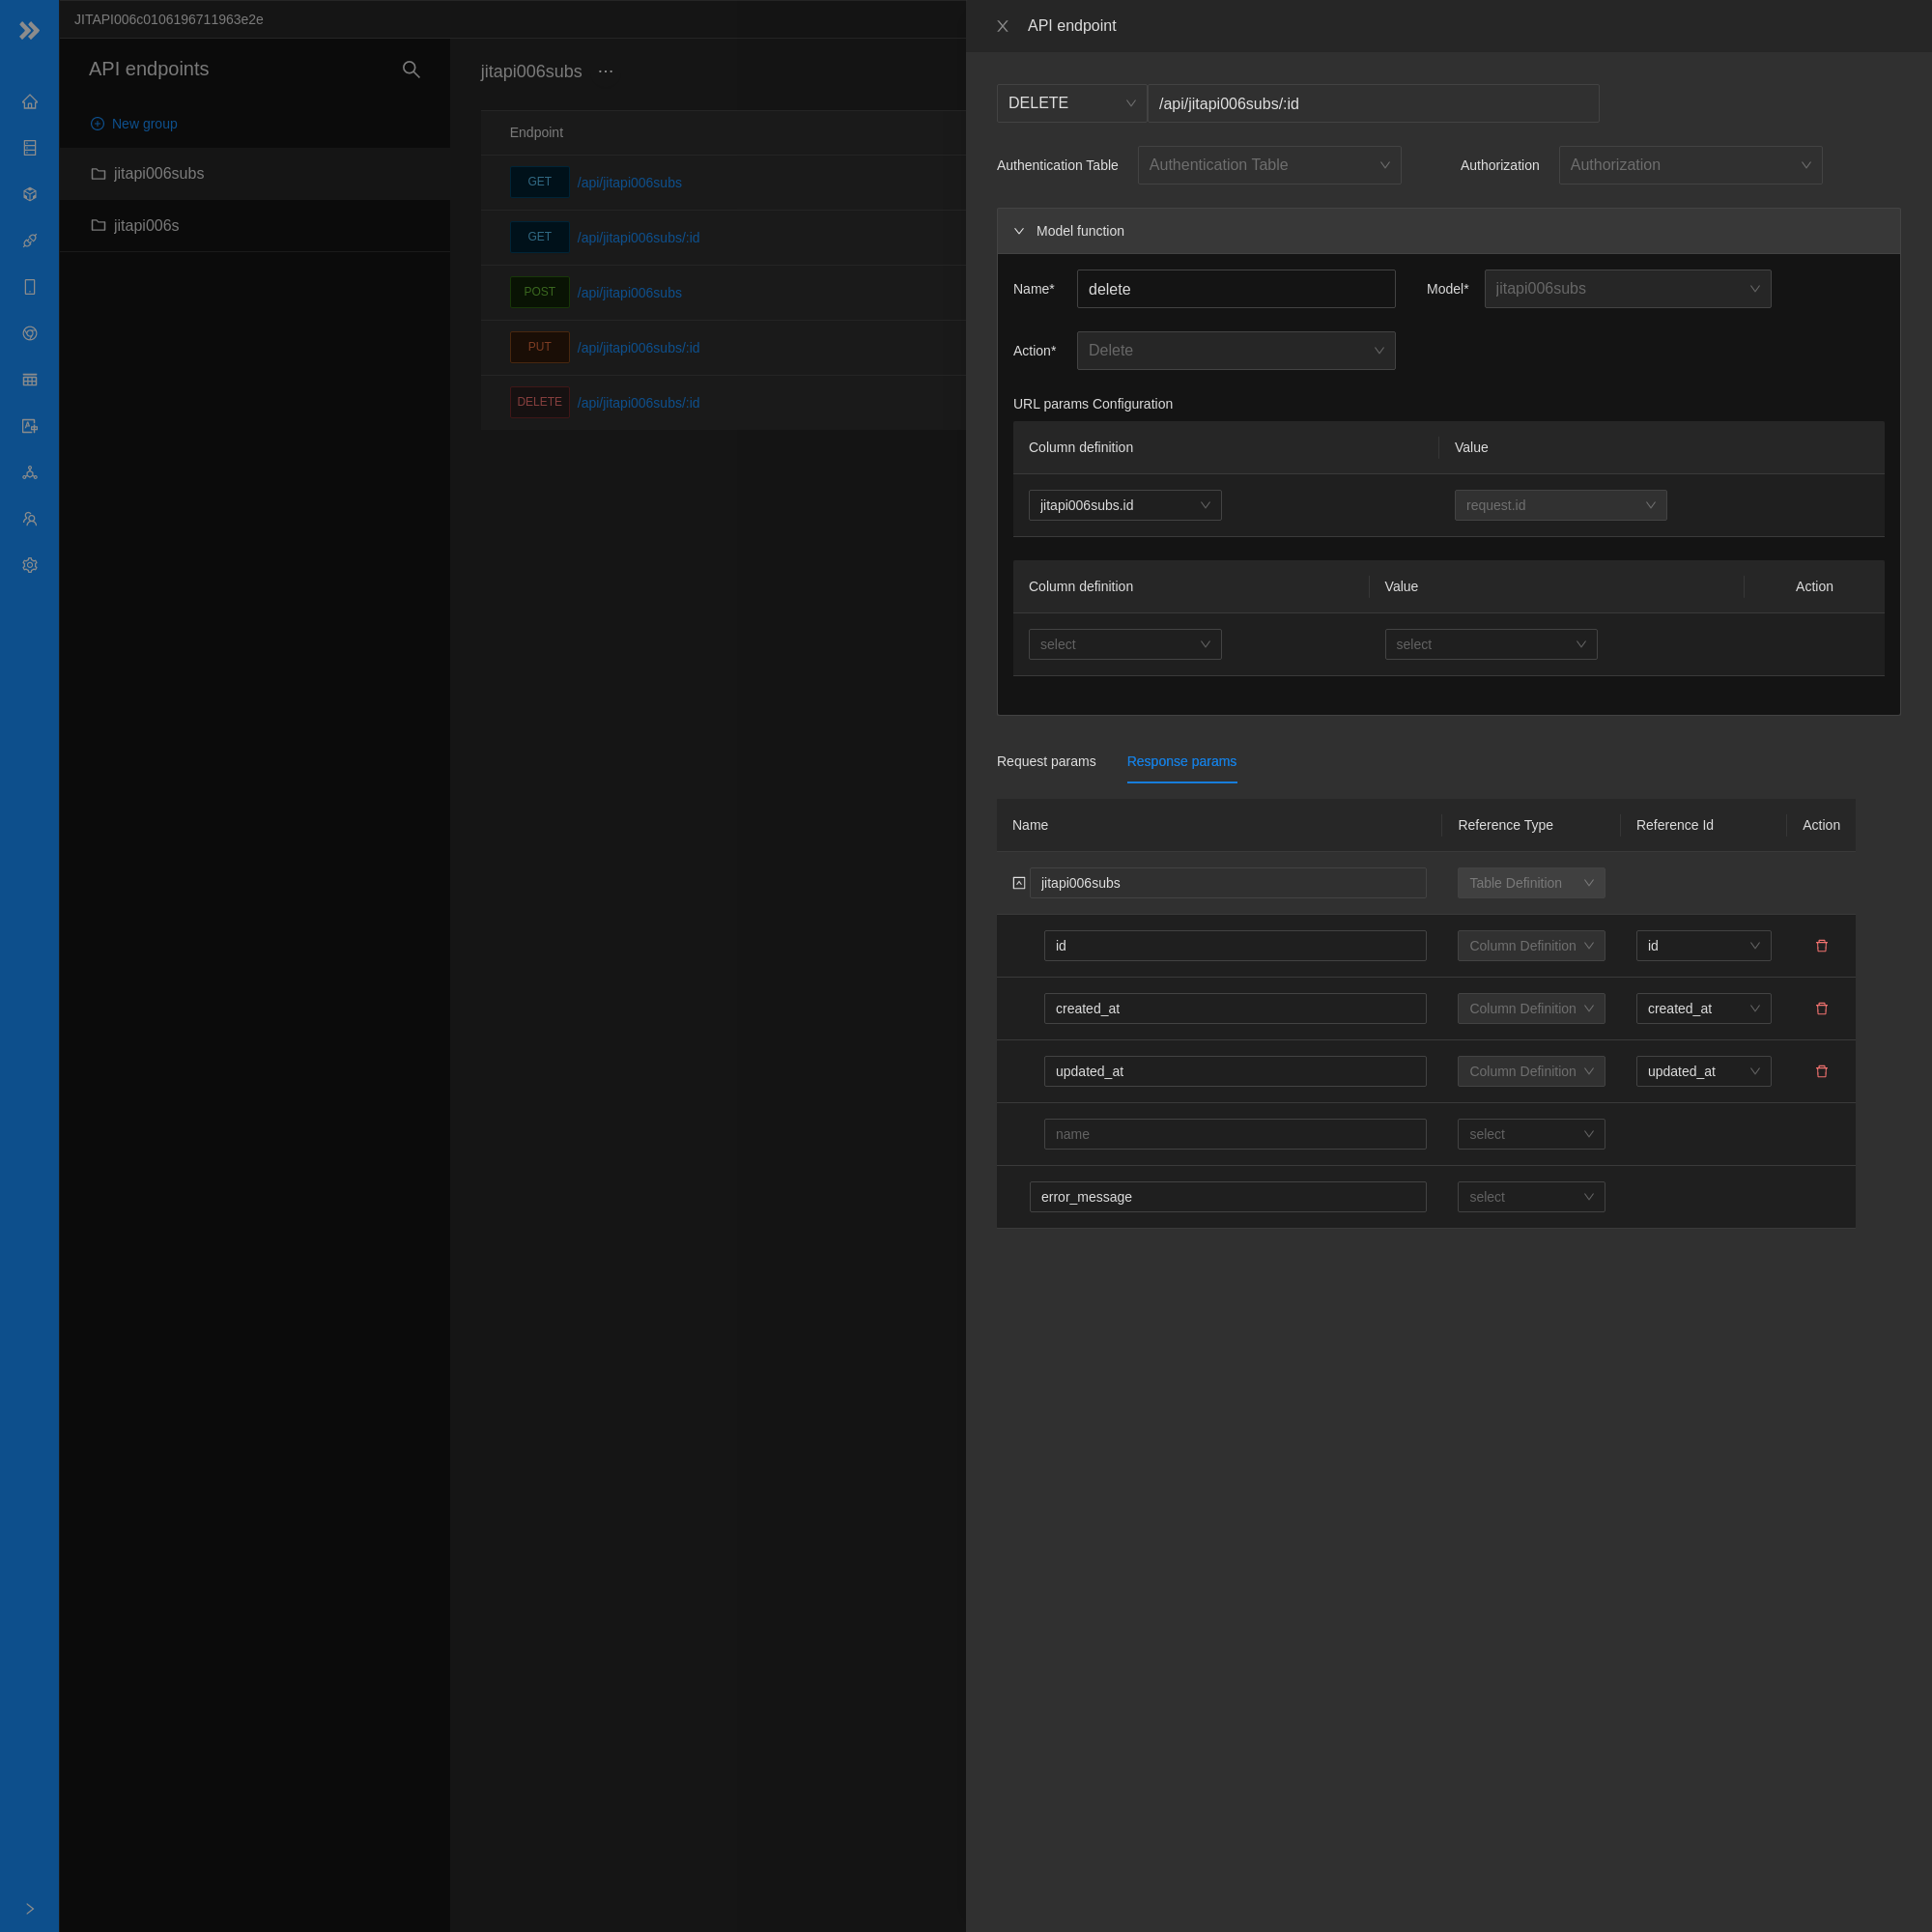 JITAPI006c0106196711963e2e
API endpoints
New group
jitapi006subs
jitapi006s
jitapi006subs ···
Endpoint
GET /api/jitapi006subs
GET /api/jitapi006subs/:id
POST /api/jitapi006subs
PUT /api/jitapi006subs/:id
DELETE /api/jitapi006subs/:id
API endpoint
DELETE /api/jitapi006subs/:id
Authentication Table Authentication Table Authorization Authorization
Model function
Name* delete Model* jitapi006subs
Action* Delete
URL params Configuration
Column definition Value
jitapi006subs.id request.id
Column definition Value Action
select select
Request params Response params
Name Reference Type Reference Id Action
jitapi006subs Table Definition
id Column Definition id
created_at Column Definition created_at
updated_at Column Definition updated_at
name select
error_message select